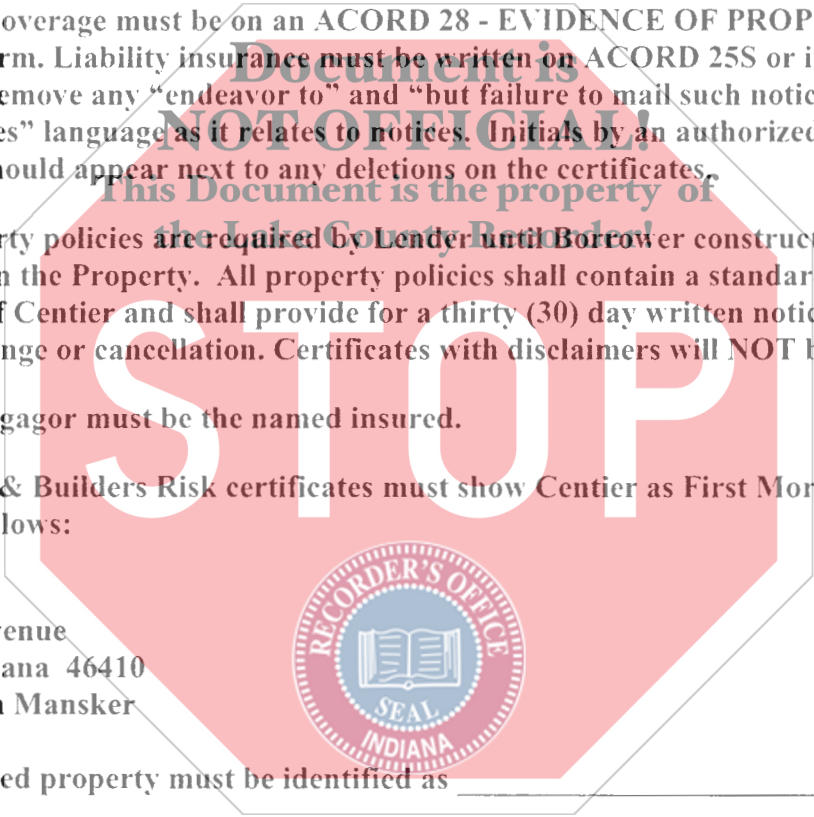 overage must be on an ACORD 28 - EVIDENCE OF PROP
rm. Liability insurance must be written on ACORD 25S or i
emove any “endeavor to” and “but failure to mail such notic
es” language as it relates to notices. Initials by an authorized
hould appear next to any deletions on the certificates.
Document is
NOT OFFICIAL!
This Document is the property of
the Lake County Recorder!
rty policies are required by Lender until Borrower construct
n the Property. All property policies shall contain a standar
f Centier and shall provide for a thirty (30) day written notic
nge or cancellation. Certificates with disclaimers will NOT b
STOP
gagor must be the named insured.
& Builders Risk certificates must show Centier as First Mor
lows:
RECORDER'S OFFICE
SEAL
INDIANA
venue
ana 46410
n Mansker
ed property must be identified as